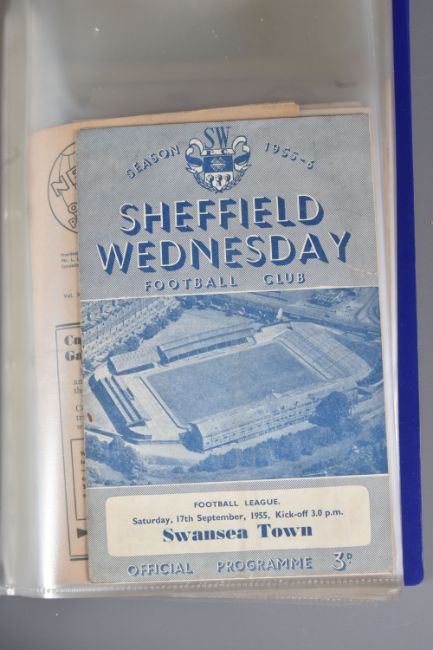 SW
SEASON 1955-6
SHEFFIELD
WEDNESDAY
FOOTBALL CLUB
FOOTBALL LEAGUE.
Saturday, 17th September, 1955, Kick-off 3.0 p.m.
Swansea Town
OFFICIAL PROGRAMME 3D